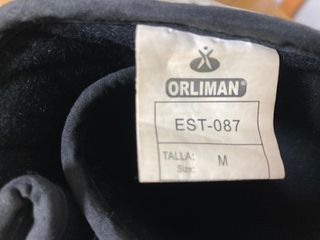 ORLIMAN®
EST-087
TALLA: M
Size: